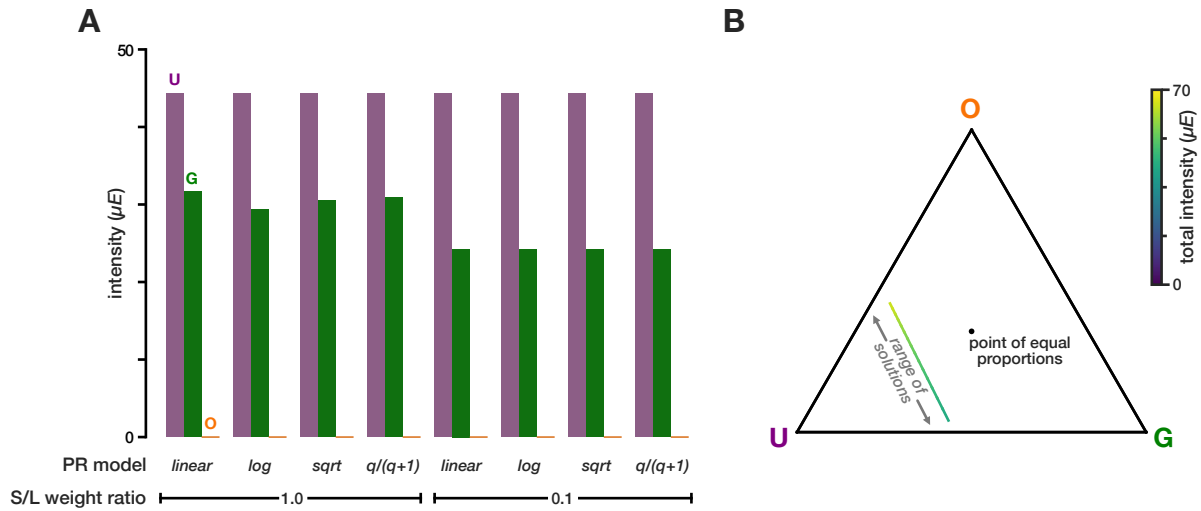 A
50
U
G
O
0
intensity (µE)
PR model
linear
log
sqrt
q/(q+1)
linear
log
sqrt
q/(q+1)
S/L weight ratio
1.0
0.1
B
O
70
total intensity (µE)
0
point of equal
proportions
range of
solutions
U
G